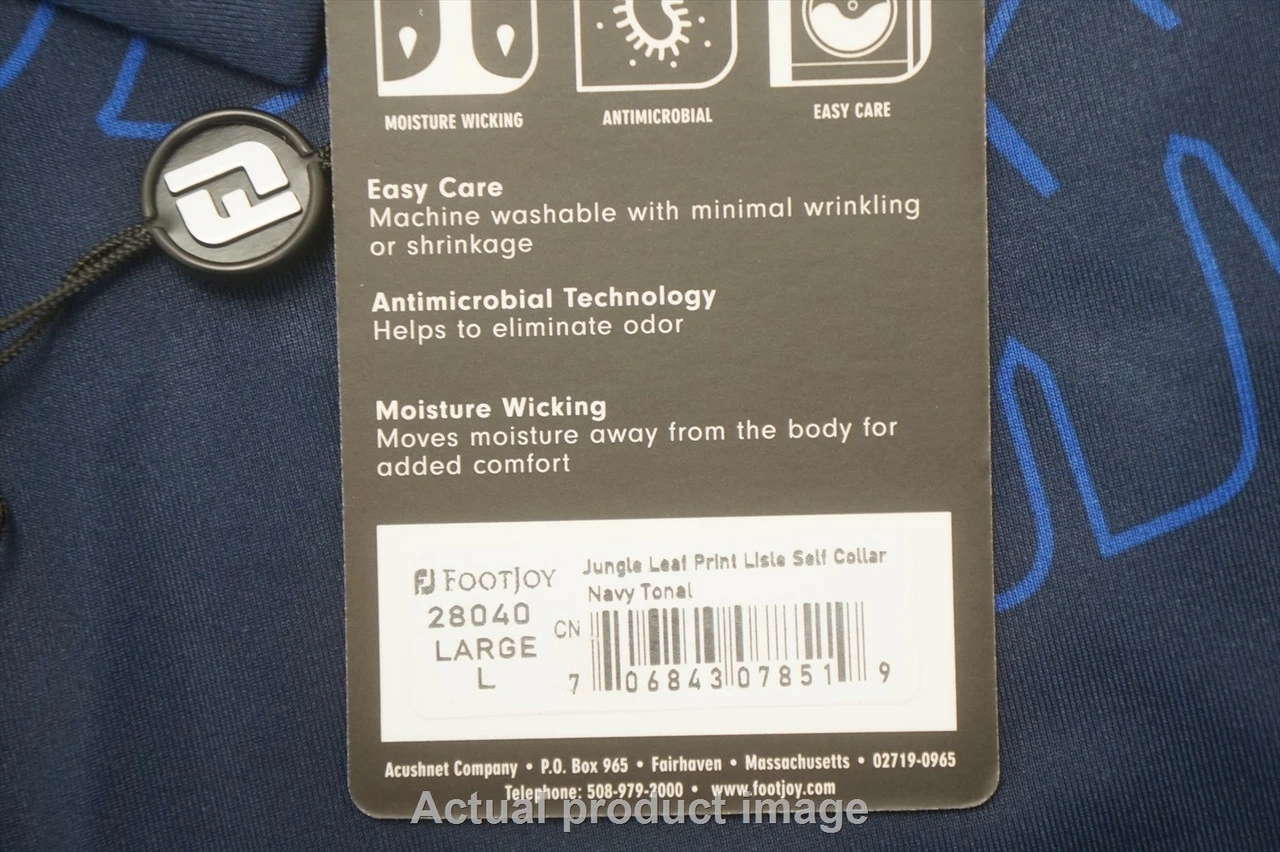 MOISTURE WICKING
ANTIMICROBIAL
EASY CARE
FJ
Easy Care
Machine washable with minimal wrinkling
or shrinkage
Antimicrobial Technology
Helps to eliminate odor
Moisture Wicking
Moves moisture away from the body for
added comfort
FJ FOOTJOY
28040
LARGE
L
Jungle Leaf Print Lisle Self Collar
Navy Tonal
CN
7 06843 07851 9
Acushnet Company • P.O. Box 965 • Fairhaven • Massachusetts • 02719-0965
Telephone: 508-979-2000 • www.footjoy.com
Actual product image